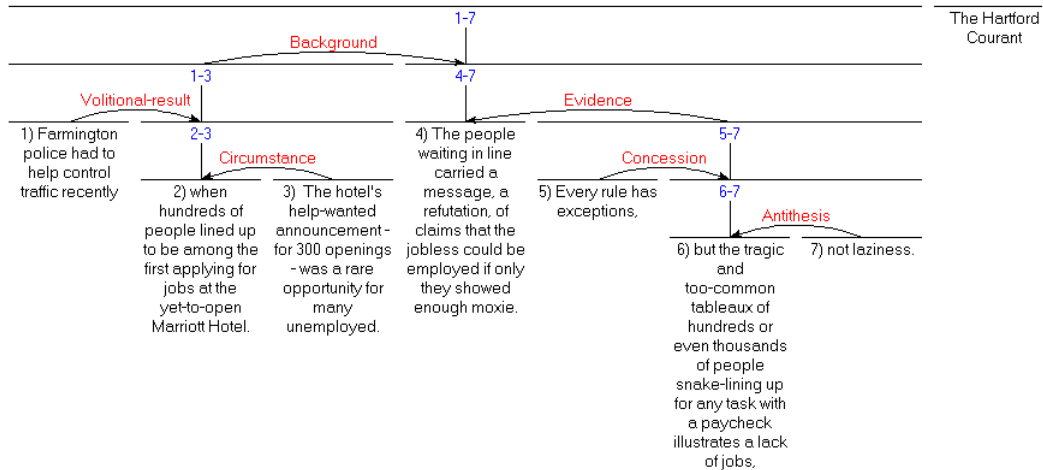 1-7
The Hartford
Courant
Background
1-3
4-7
Volitional-result
Evidence
1) Farmington
police had to
help control
traffic recently
2-3
Circumstance
2) when
hundreds of
people lined up
to be among the
first applying for
jobs at the
yet-to-open
Marriott Hotel.
3) The hotel's
help-wanted
announcement -
for 300 openings
- was a rare
opportunity for
many
unemployed.
4) The people
waiting in line
carried a
message, a
refutation, of
claims that the
jobless could be
employed if only
they showed
enough moxie.
5-7
Concession
5) Every rule has
exceptions,
6-7
Antithesis
6) but the tragic
and
too-common
tableaux of
hundreds or
even thousands
of people
snake-lining up
for any task with
a paycheck
illustrates a lack
of jobs,
7) not laziness.